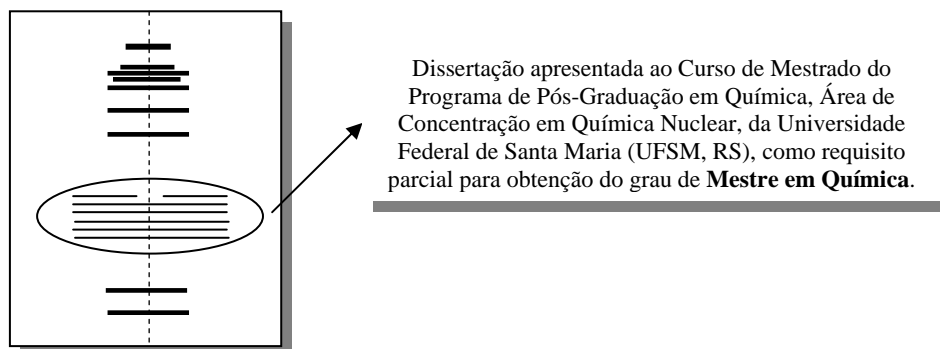 Dissertação apresentada ao Curso de Mestrado do
Programa de Pós-Graduação em Química, Área de
Concentração em Química Nuclear, da Universidade
Federal de Santa Maria (UFSM, RS), como requisito
parcial para obtenção do grau de Mestre em Química.